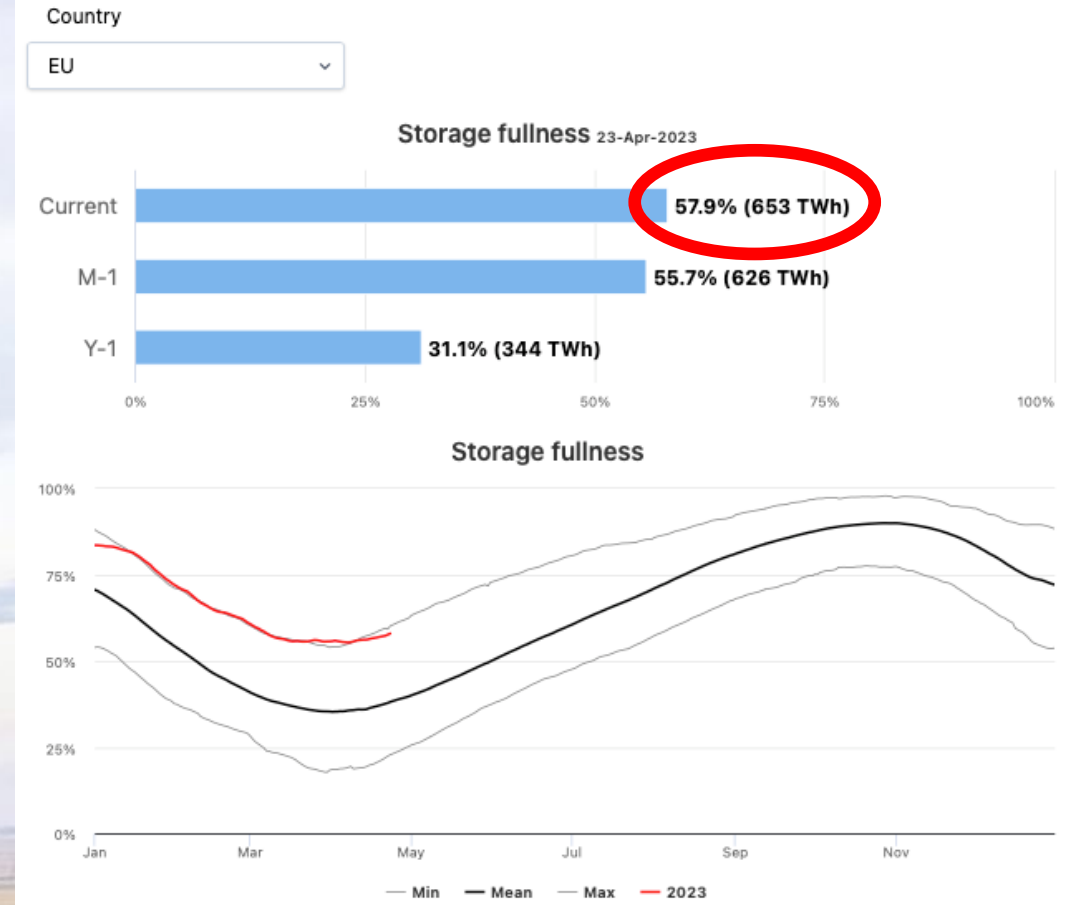 Country
EU
Storage fullness 23-Apr-2023
Current 57.9% (653 TWh)
M-1 55.7% (626 TWh)
Y-1 31.1% (344 TWh)
0% 25% 50% 75% 100%
Storage fullness
100%
75%
50%
25%
0%
Jan Mar May Jul Sep Nov
Min Mean Max 2023